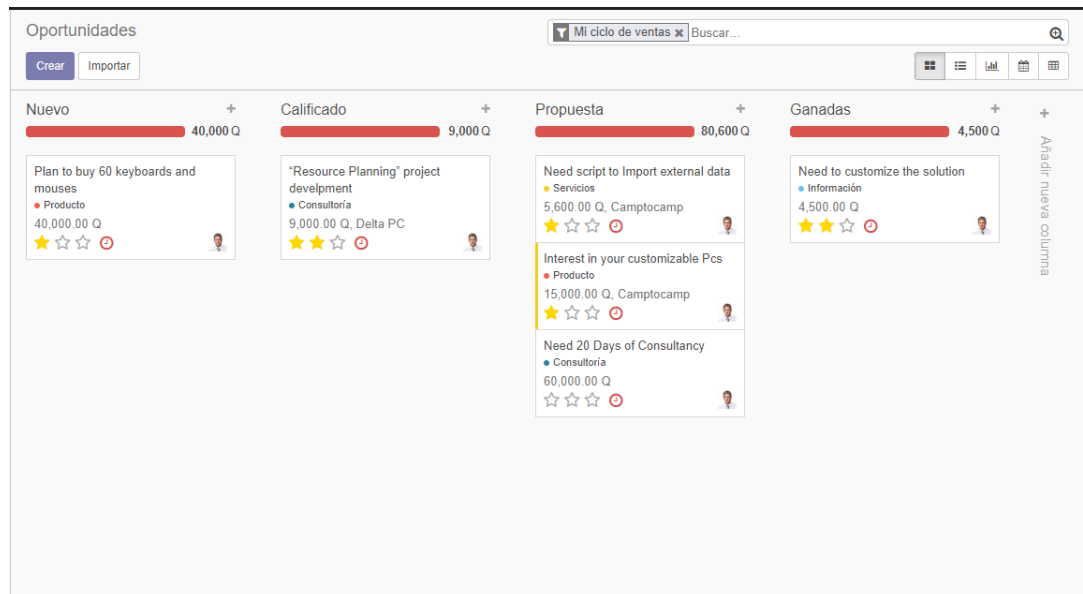 Oportunidades
Mi ciclo de ventas x Buscar...
Crear Importar
Nuevo +
40,000 Q
Plan to buy 60 keyboards and
mouses
Producto
40,000.00 Q
Calificado +
9,000 Q
"Resource Planning" project
develpment
Consultoría
9,000.00 Q, Delta PC
Propuesta +
80,600 Q
Need script to Import external data
Servicios
5,600.00 Q, Camptocamp
Interest in your customizable Pcs
Producto
15,000.00 Q, Camptocamp
Need 20 Days of Consultancy
Consultoría
60,000.00 Q
Ganadas +
4,500 Q
Need to customize the solution
Información
4,500.00 Q
+
Añadir nueva columna